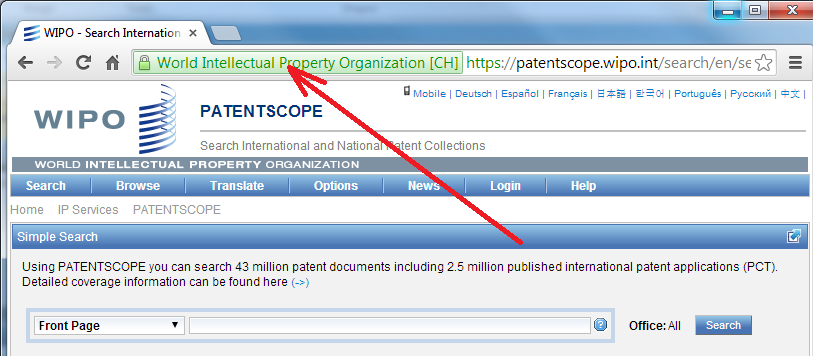 WIPO - Search Internation
World Intellectual Property Organization [CH] https://patentscope.wipo.int/search/en/se
Mobile | Deutsch | Español | Français | 日本語 | 한국어 | Português | Русский | 中文 |
WIPO
PATENTSCOPE
Search International and National Patent Collections
WORLD INTELLECTUAL PROPERTY ORGANIZATION
Search Browse Translate Options News Login Help
Home IP Services PATENTSCOPE
Simple Search
Using PATENTSCOPE you can search 43 million patent documents including 2.5 million published international patent applications (PCT).
Detailed coverage information can be found here (->)
Front Page Office: All Search